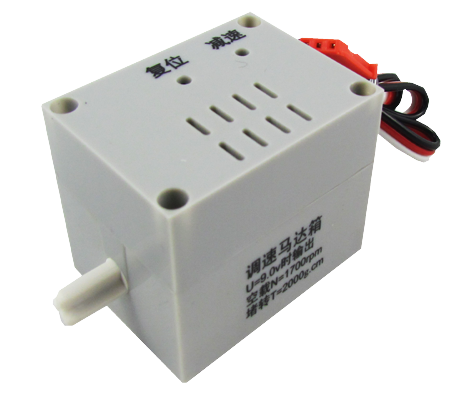 复位 减速
调速马达箱
U=9.0v时输出
空载N=1700rpm
堵转T=2000g.cm